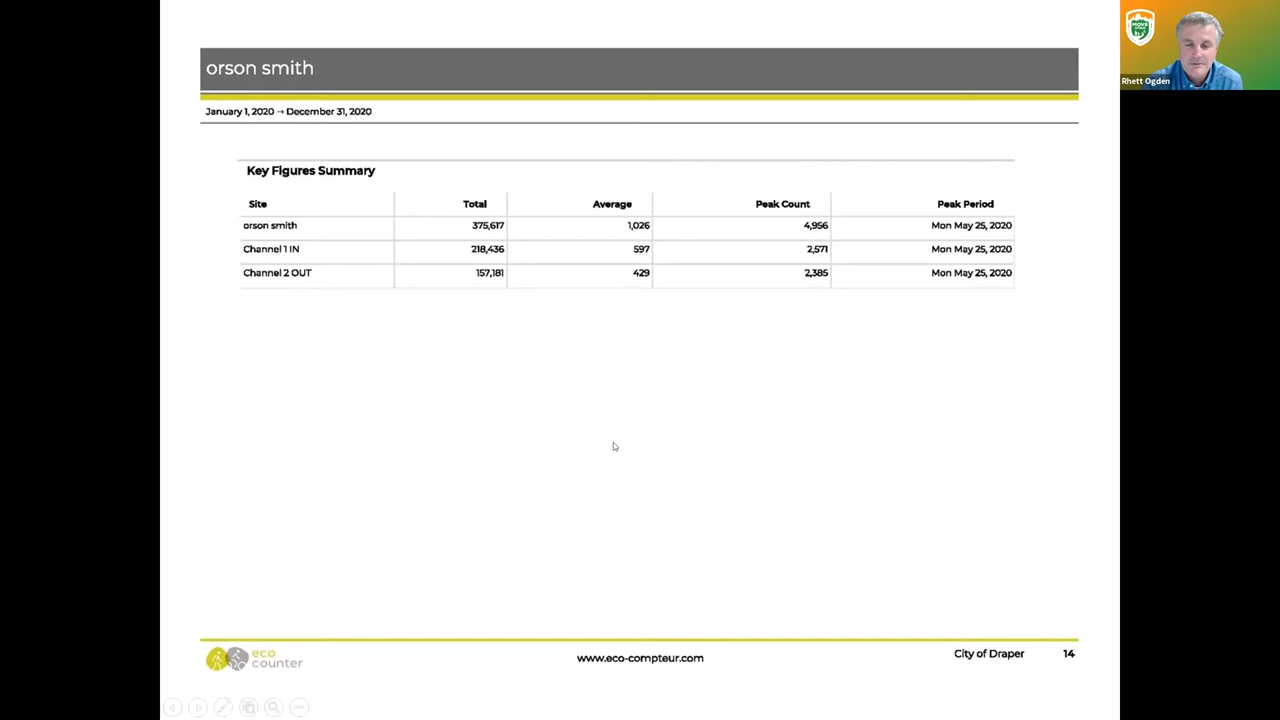 orson smith
January 1, 2020 → December 31, 2020
Key Figures Summary
Site Total Average Peak Count Peak Period
orson smith 375,617 1,026 4,956 Mon May 25, 2020
Channel 1 IN 218,436 597 2,571 Mon May 25, 2020
Channel 2 OUT 157,181 429 2,385 Mon May 25, 2020
eco
counter
www.eco-compteur.com
City of Draper 14
MOVE
Rhett Ogden